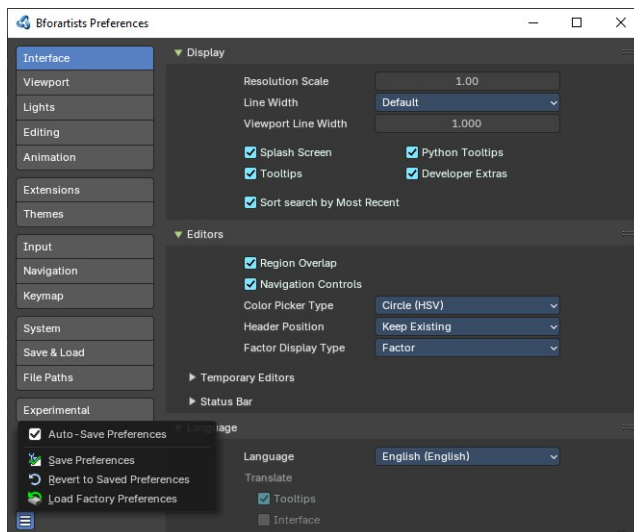 Bforartists Preferences
Interface
Viewport
Lights
Editing
Animation
Extensions
Themes
Input
Navigation
Keymap
System
Save & Load
File Paths
Experimental
Auto-Save Preferences
Save Preferences
Revert to Saved Preferences
Load Factory Preferences
Display
Resolution Scale 1.00
Line Width Default
Viewport Line Width 1.000
Splash Screen Python Tooltips
Tooltips Developer Extras
Sort search by Most Recent
Editors
Region Overlap
Navigation Controls
Color Picker Type Circle (HSV)
Header Position Keep Existing
Factor Display Type Factor
Temporary Editors
Status Bar
Language
Language English (English)
Translate
Tooltips
Interface